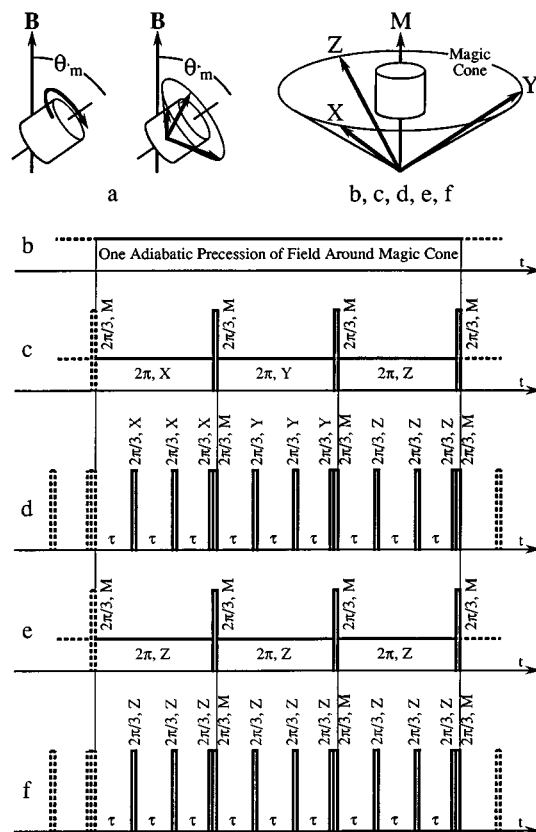 B B M
θm θm Z Magic Cone
X Y
a b, c, d, e, f
b One Adiabatic Precession of Field Around Magic Cone t
2π/3, M 2π/3, M 2π/3, M 2π/3, M
c 2π, X 2π, Y 2π, Z t
2π/3, X 2π/3, X 2π/3, X 2π/3, M 2π/3, Y 2π/3, Y 2π/3, Y 2π/3, M 2π/3, Z 2π/3, Z 2π/3, Z 2π/3, M
d τ τ τ τ τ τ τ τ τ t
2π/3, M 2π/3, M 2π/3, M 2π/3, M
e 2π, Z 2π, Z 2π, Z t
2π/3, Z 2π/3, Z 2π/3, Z 2π/3, M 2π/3, Z 2π/3, Z 2π/3, Z 2π/3, M 2π/3, Z 2π/3, Z 2π/3, Z 2π/3, M
f τ τ τ τ τ τ τ τ τ t